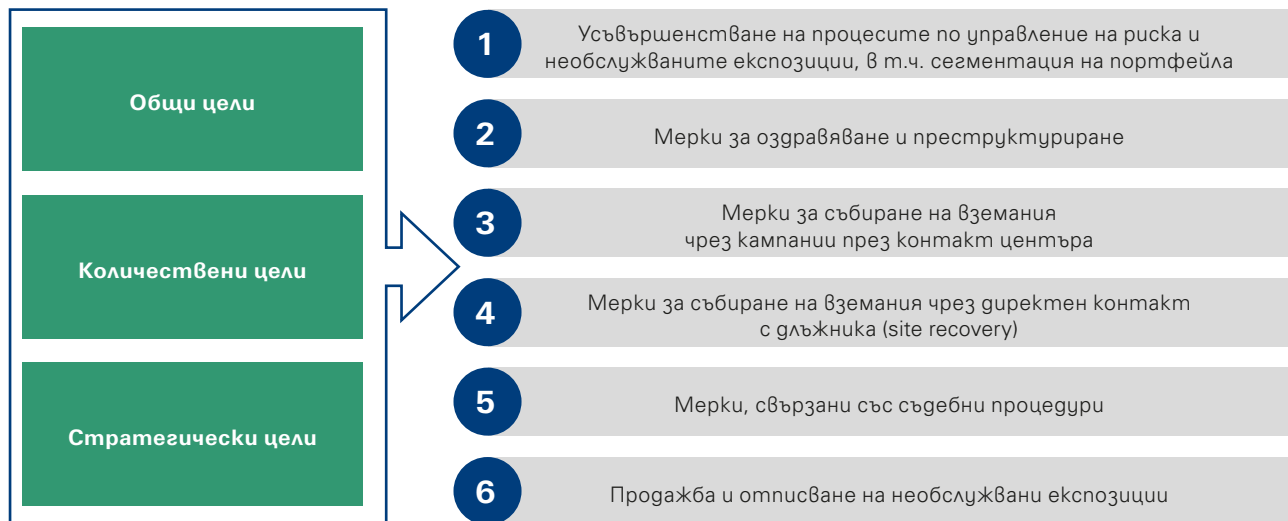 Общи цели
Количествени цели
Стратегически цели
1
Усъвършенстване на процесите по управление на риска и
необслужваните експозиции, в т.ч. сегментация на портфейла
2
Мерки за оздравяване и преструктуриране
3
Мерки за събиране на вземания
чрез кампании през контакт центъра
4
Мерки за събиране на вземания чрез директен контакт
с длъжника (site recovery)
5
Мерки, свързани със съдебни процедури
6
Продажба и отписване на необслужвани експозиции